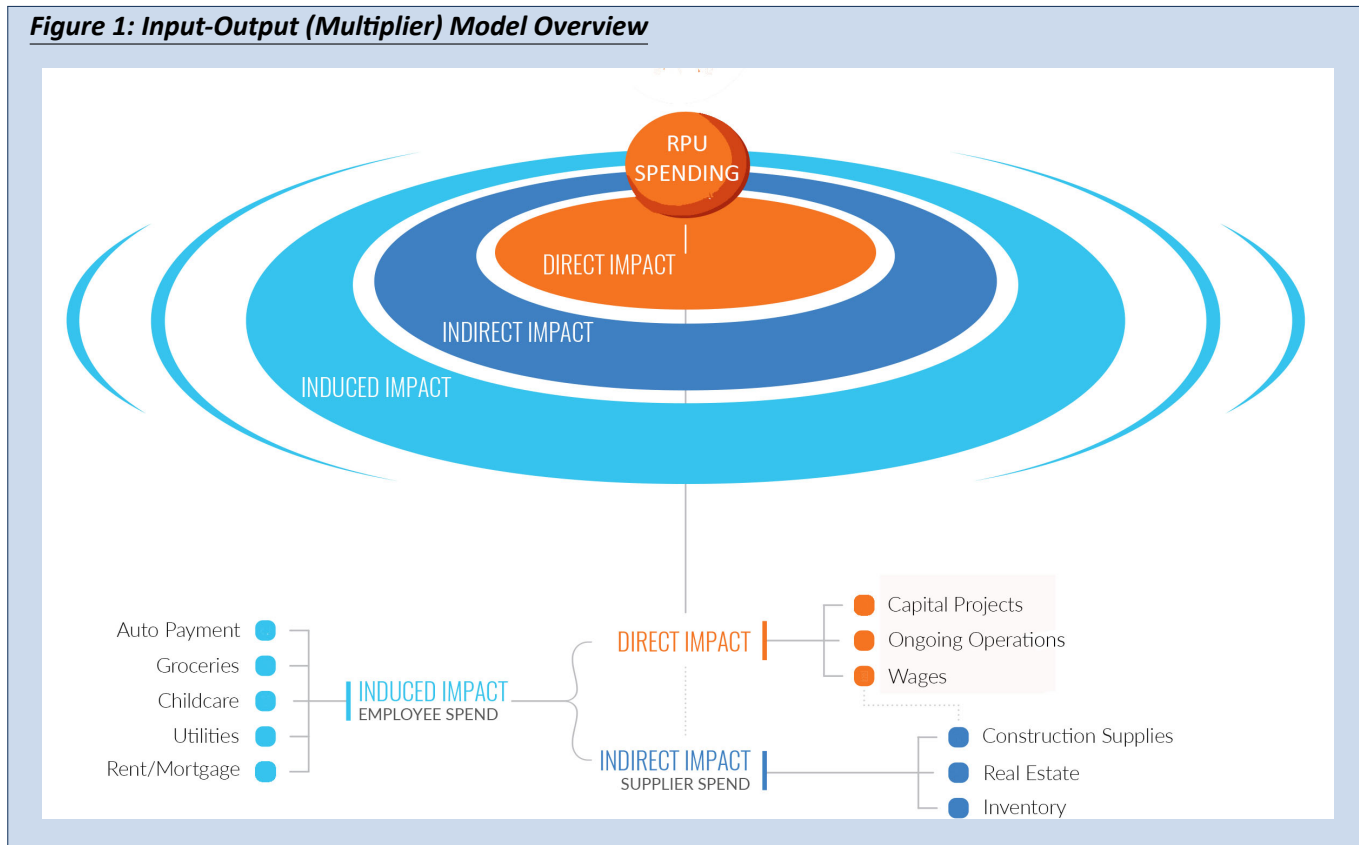 Figure 1: Input-Output (Multiplier) Model Overview
RPU
SPENDING
DIRECT IMPACT
INDIRECT IMPACT
INDUCED IMPACT
Auto Payment
Groceries
Childcare
Utilities
Rent/Mortgage
INDUCED IMPACT
EMPLOYEE SPEND
DIRECT IMPACT
Capital Projects
Ongoing Operations
Wages
INDIRECT IMPACT
SUPPLIER SPEND
Construction Supplies
Real Estate
Inventory